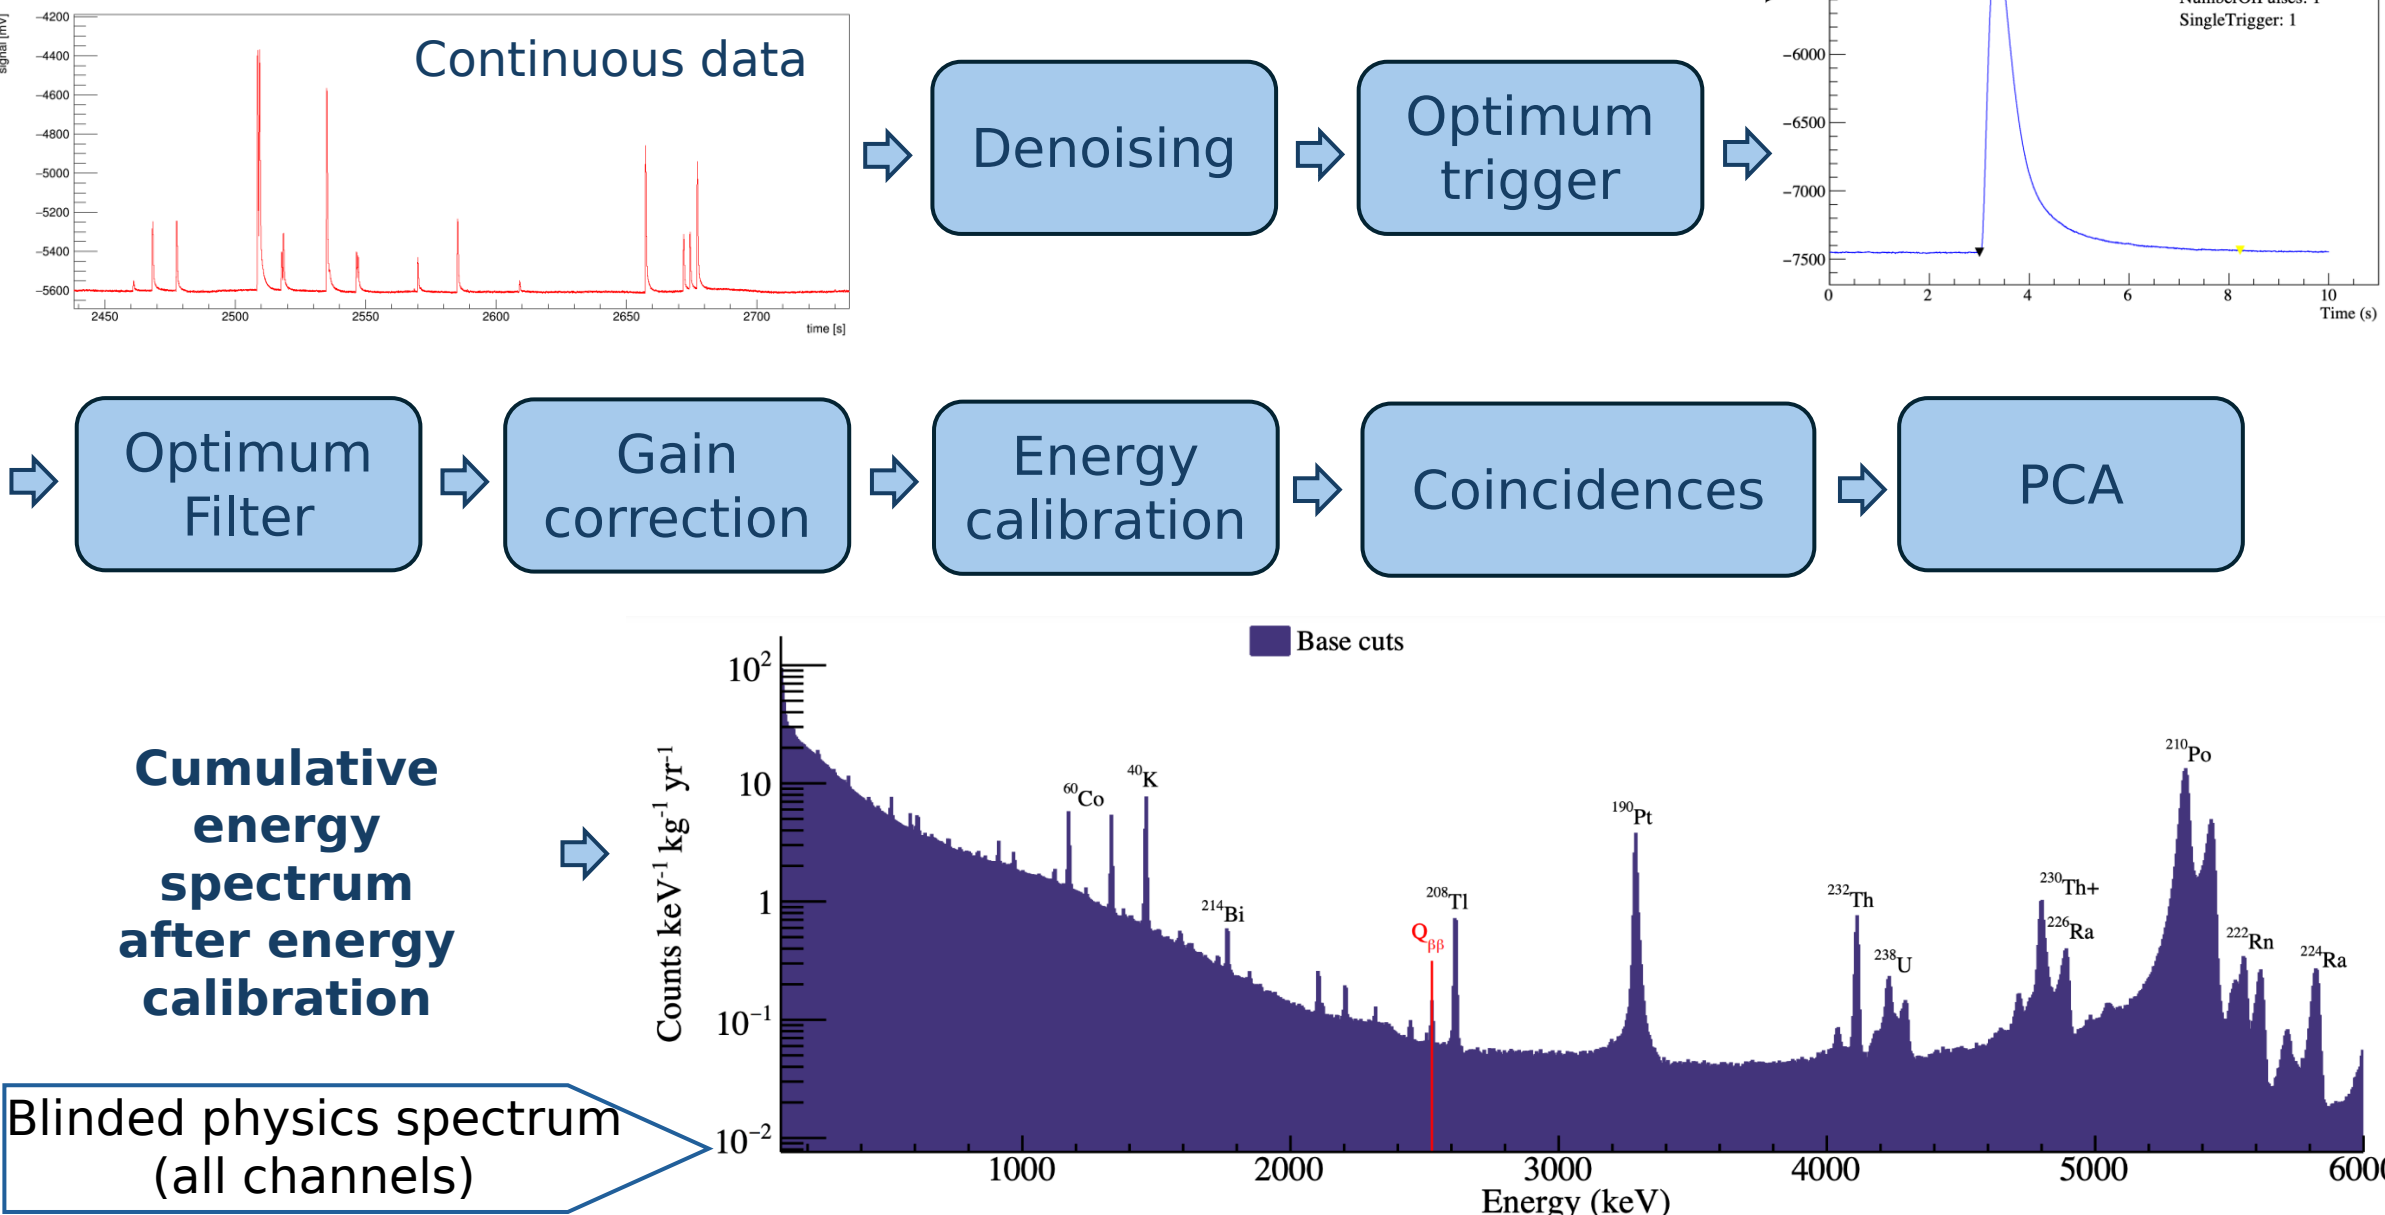 signal [mV]
−4200
−4400
−4600
−4800
−5000
−5200
−5400
−5600
2450 2500 2550 2600 2650 2700
time [s]
Continuous data
Denoising
Optimum
trigger
SingleTrigger: 1
−6000
−6500
−7000
−7500
0 2 4 6 8 10
Time (s)
Optimum
Filter
Gain
correction
Energy
calibration
Coincidences
PCA
Cumulative
energy
spectrum
after energy
calibration
Blinded physics spectrum
(all channels)
Base cuts
Counts keV⁻¹ kg⁻¹ yr⁻¹
10²
10
1
10⁻¹
10⁻²
⁶⁰Co
⁴⁰K
²¹⁴Bi
Qββ
²⁰⁸Tl
¹⁹⁰Pt
²³²Th
²³⁸U
²³⁰Th+
²²⁶Ra
²¹⁰Po
²²²Rn
²²⁴Ra
1000 2000 3000 4000 5000
Energy (keV)